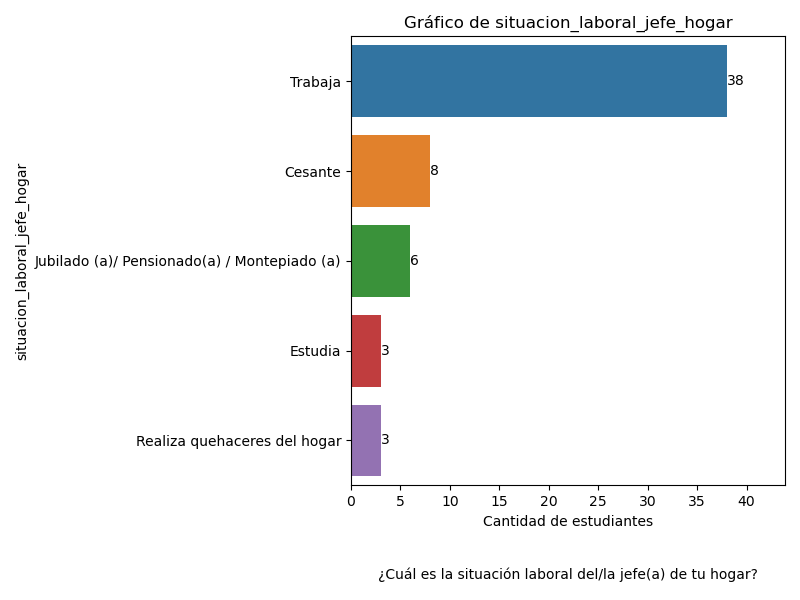 Gráfico de situacion_laboral_jefe_hogar
situacion_laboral_jefe_hogar
Trabaja
38
Cesante
8
Jubilado (a)/ Pensionado(a) / Montepiado (a)
6
Estudia
3
Realiza quehaceres del hogar
3
0 5 10 15 20 25 30 35 40
Cantidad de estudiantes
¿Cuál es la situación laboral del/la jefe(a) de tu hogar?